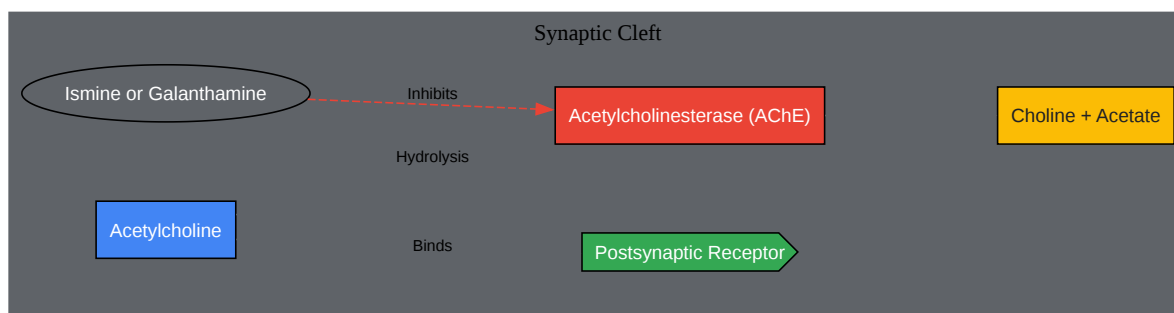 Synaptic Cleft
Ismine or Galanthamine
Inhibits
Acetylcholinesterase (AChE)
Choline + Acetate
Hydrolysis
Acetylcholine
Binds
Postsynaptic Receptor